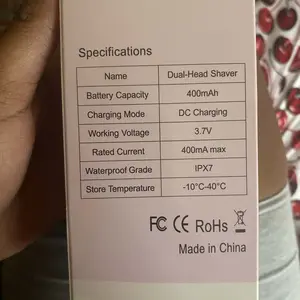 Specifications
Name Dual-Head Shaver
Battery Capacity 400mAh
Charging Mode DC Charging
Working Voltage 3.7V
Rated Current 400mA max
Waterproof Grade IPX7
Store Temperature -10°C-40°C
FC CE RoHs
Made in China